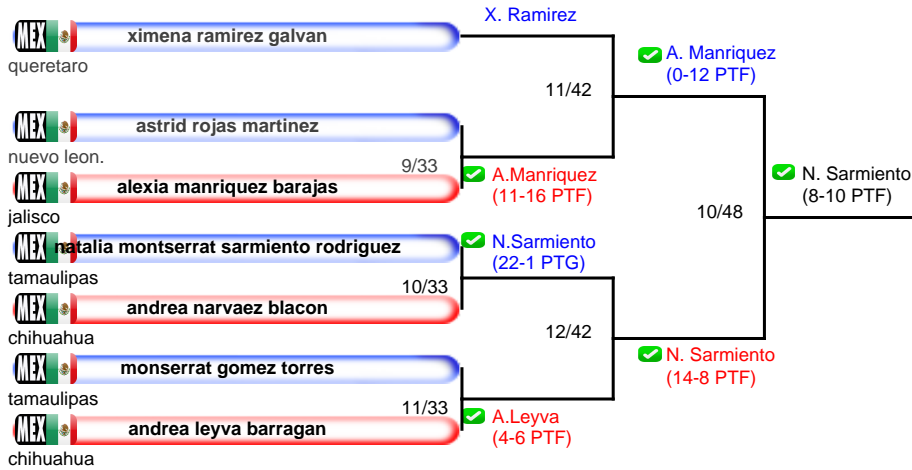 X. Ramirez
MEX ximena ramirez galvan
queretaro
A. Manriquez
(0-12 PTF)
11/42
MEX astrid rojas martinez
nuevo leon.
9/33
MEX alexia manriquez barajas
jalisco
A.Manriquez
(11-16 PTF)
N. Sarmiento
(8-10 PTF)
10/48
MEX natalia montserrat sarmiento rodriguez
tamaulipas
N.Sarmiento
(22-1 PTG)
10/33
MEX andrea narvaez blacon
chihuahua
12/42
N. Sarmiento
(14-8 PTF)
MEX monserrat gomez torres
tamaulipas
11/33
MEX andrea leyva barragan
chihuahua
A.Leyva
(4-6 PTF)